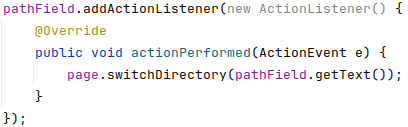 pathField.addActionListener(new ActionListener() {
    @Override
    public void actionPerformed(ActionEvent e) {
        page.switchDirectory(pathField.getText());
    }
});